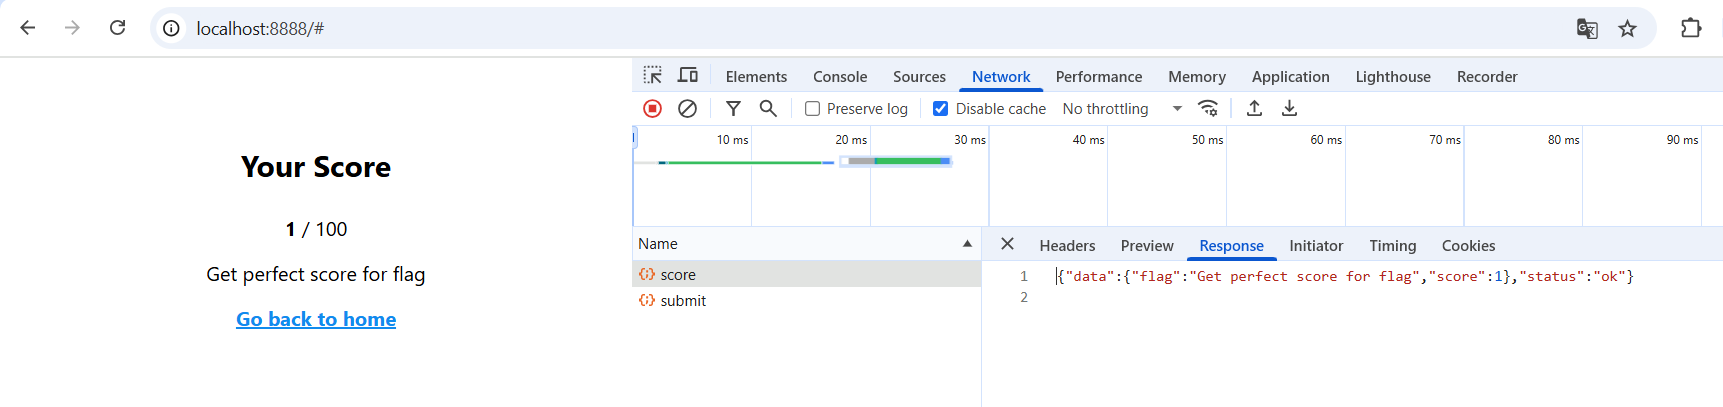 localhost:8888/#
Elements Console Sources Network Performance Memory Application Lighthouse Recorder
Preserve log Disable cache No throttling
10 ms 20 ms 30 ms 40 ms 50 ms 60 ms 70 ms 80 ms 90 ms
Your Score
1 / 100
Get perfect score for flag
Go back to home
Name
score
submit
Headers Preview Response Initiator Timing Cookies
1 {"data":{"flag":"Get perfect score for flag","score":1},"status":"ok"}
2